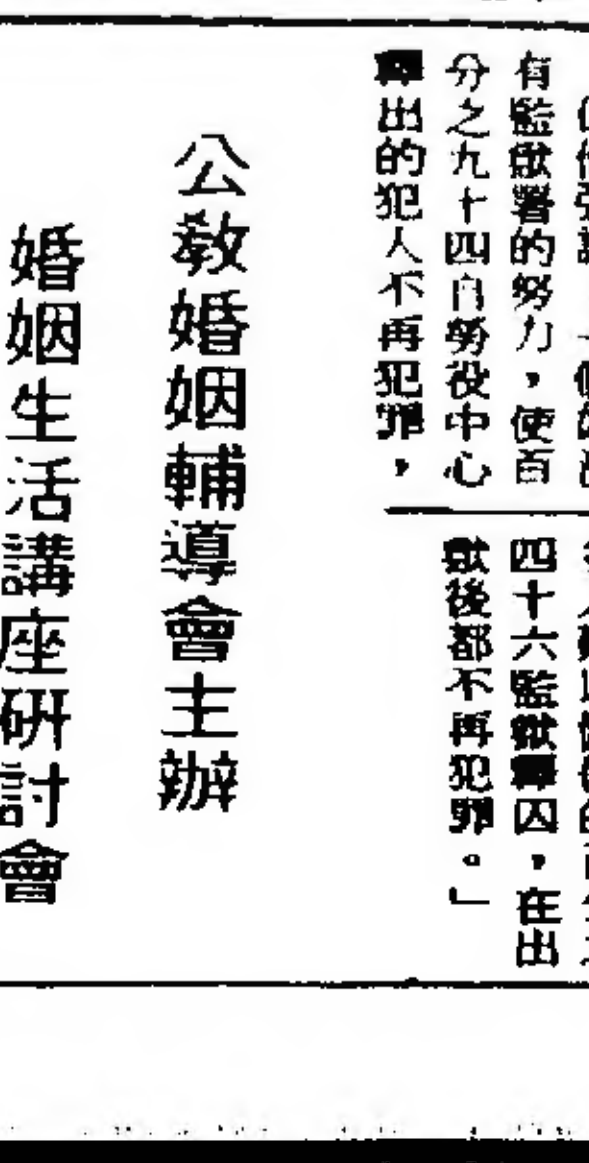 有監獄署的努力，使百
分之九十四自勞役中心
釋出的犯人不再犯罪，
四十六監獄釋囚，在出
獄後都不再犯罪。」
公教婚姻輔導會主辦
婚姻生活講座研討會